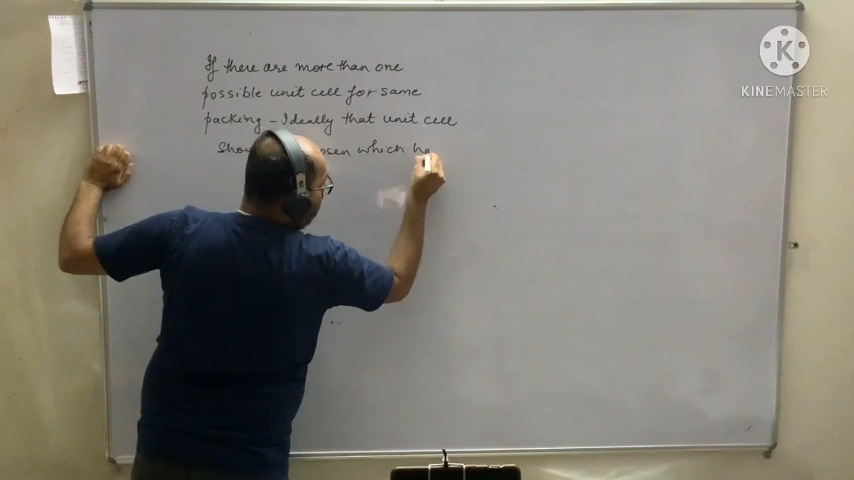 If there are more than one
possible unit cell for same
packing - Ideally that unit cell
which
K
KINEMASTER